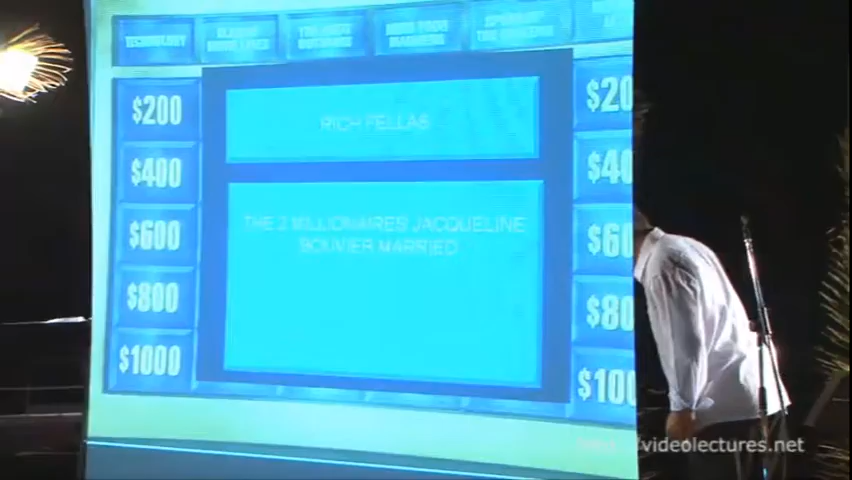 TECHNOLOGY
$200
$400
$600
$800
$1000
RICH FELLAS
THE 2 MILLIONAIRES JACQUELINE
BOUVIER MARRIED
$20
$40
$60
$80
$100
videolectures.net